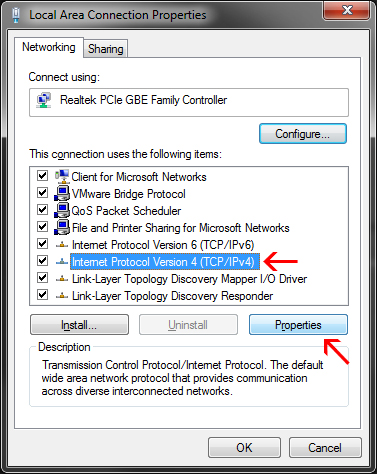 Local Area Connection Properties
Networking
Sharing
Connect using:
Realtek PCIe GBE Family Controller
Configure...
This connection uses the following items:
Client for Microsoft Networks
VMware Bridge Protocol
QoS Packet Scheduler
File and Printer Sharing for Microsoft Networks
Internet Protocol Version 6 (TCP/IPv6)
Internet Protocol Version 4 (TCP/IPv4)
Link-Layer Topology Discovery Mapper I/O Driver
Link-Layer Topology Discovery Responder
Install...
Uninstall
Properties
Description
Transmission Control Protocol/Internet Protocol. The default
wide area network protocol that provides communication
across diverse interconnected networks.
OK
Cancel